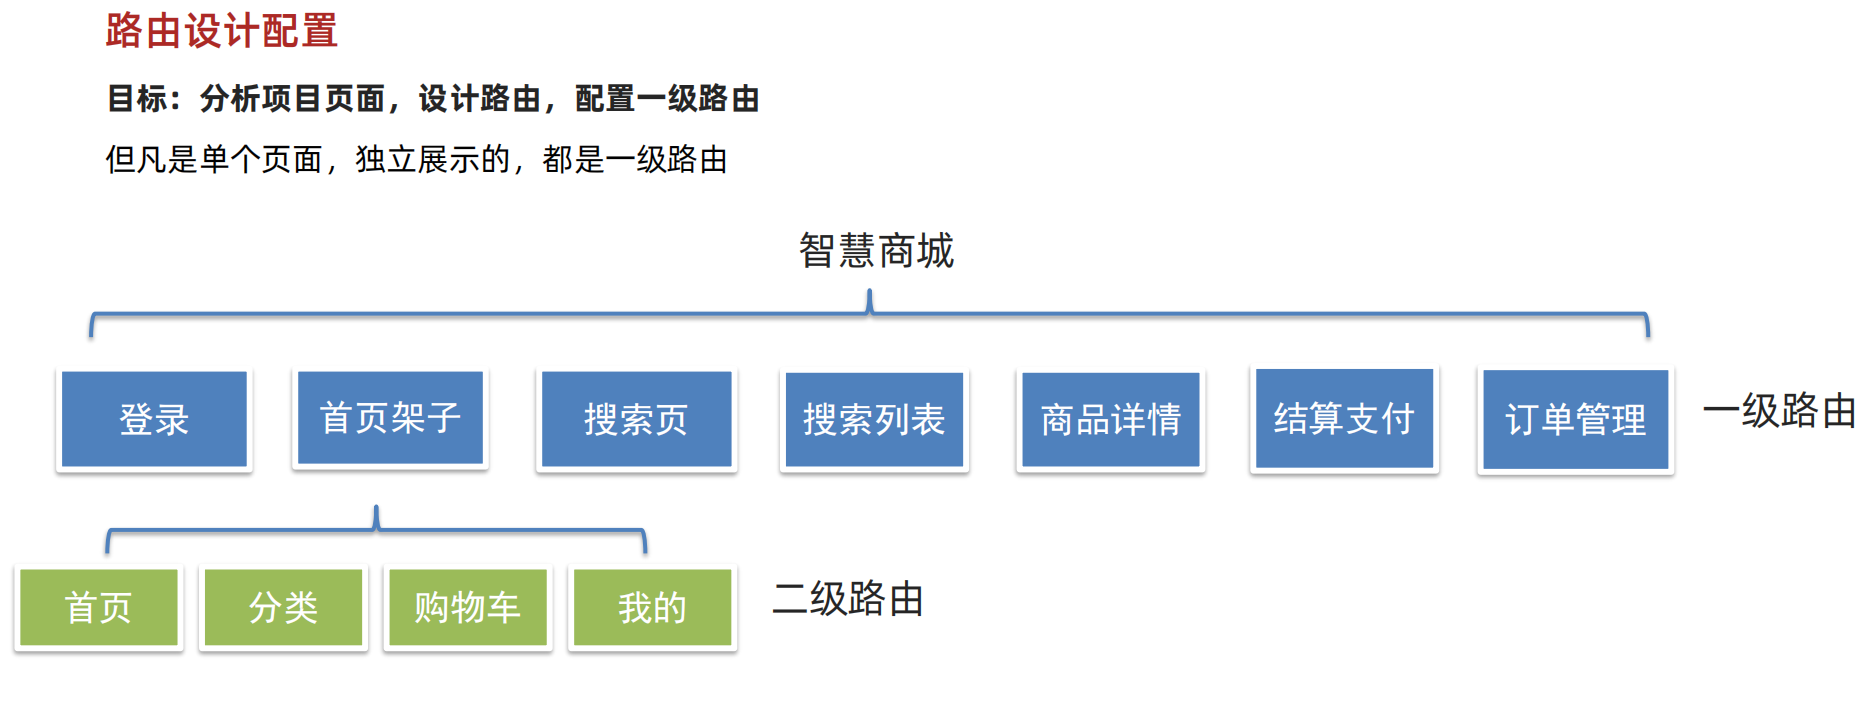 路由设计配置
目标：分析项目页面，设计路由，配置一级路由
但凡是单个页面，独立展示的，都是一级路由
智慧商城
登录
首页架子
搜索页
搜索列表
商品详情
结算支付
订单管理
一级路由
首页
分类
购物车
我的
二级路由